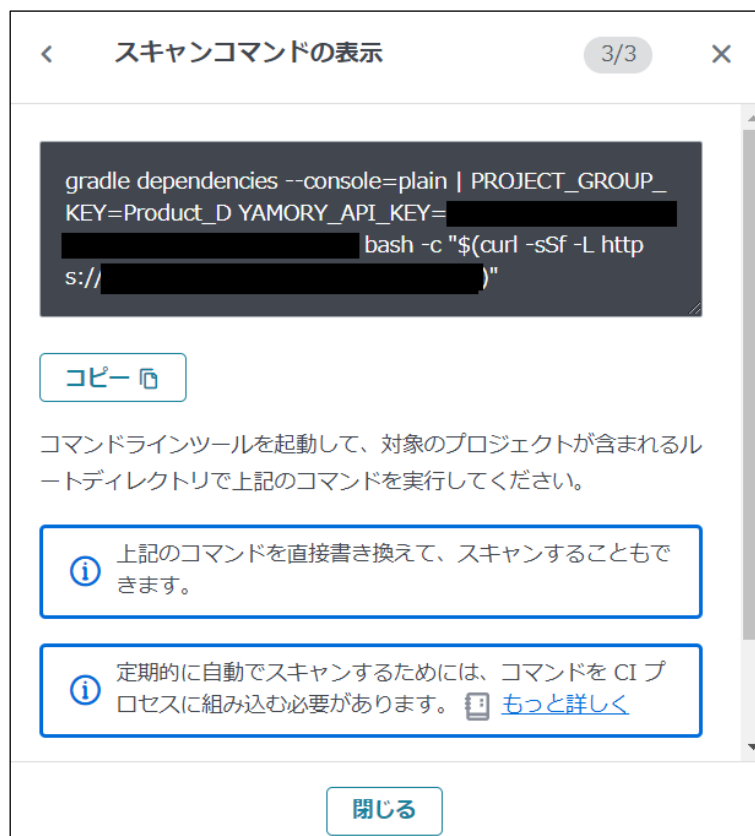 スキャンコマンドの表示 3/3
gradle dependencies --console=plain | PROJECT_GROUP_
KEY=Product_D YAMORY_API_KEY=
bash -c "$(curl -sSf -L http
s:// )"
コピー
コマンドラインツールを起動して、対象のプロジェクトが含まれるル
ートディレクトリで上記のコマンドを実行してください。
上記のコマンドを直接書き換えて、スキャンすることもで
きます。
定期的に自動でスキャンするためには、コマンドを CI プ
ロセスに組み込む必要があります。 もっと詳しく
閉じる